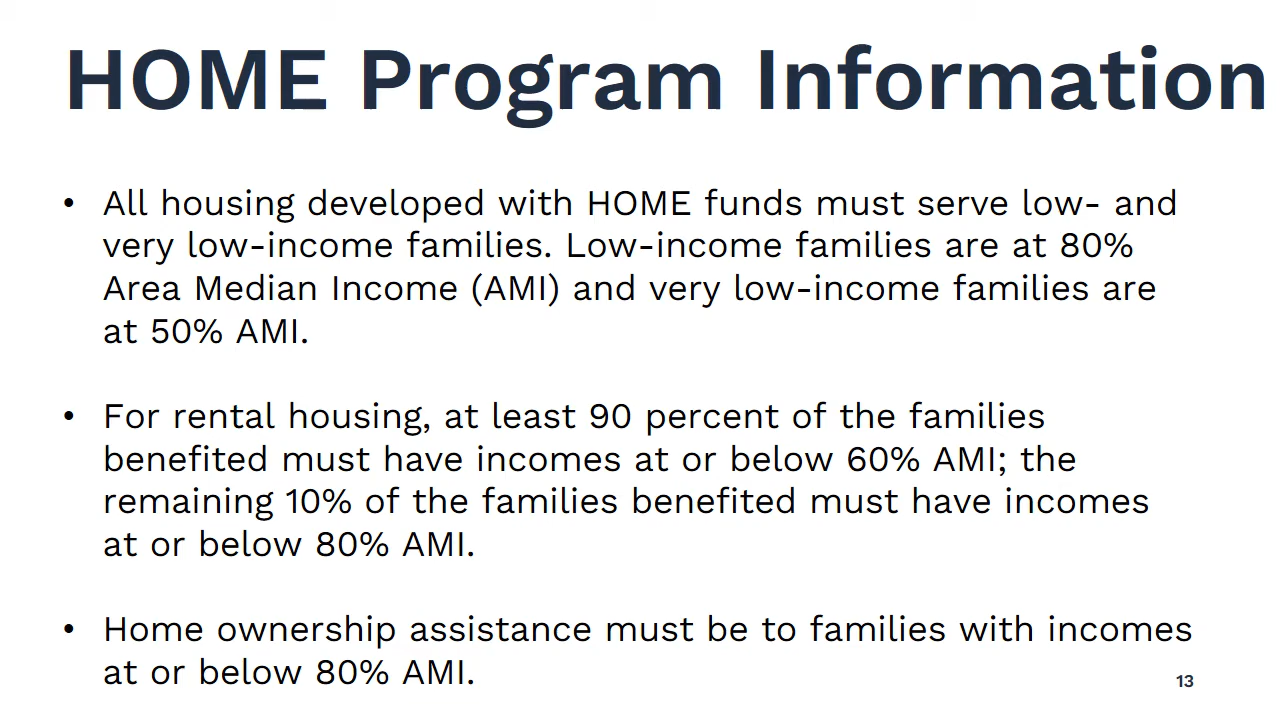 HOME Program Information
• All housing developed with HOME funds must serve low- and
very low-income families. Low-income families are at 80%
Area Median Income (AMI) and very low-income families are
at 50% AMI.
• For rental housing, at least 90 percent of the families
benefited must have incomes at or below 60% AMI; the
remaining 10% of the families benefited must have incomes
at or below 80% AMI.
• Home ownership assistance must be to families with incomes
at or below 80% AMI.
13